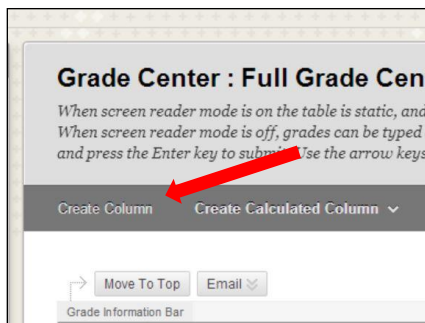 Grade Center : Full Grade Cen
When screen reader mode is on the table is static, and
When screen reader mode is off, grades can be typed
and press the Enter key to submit. Use the arrow keys
Create Column Create Calculated Column
Move To Top Email
Grade Information Bar